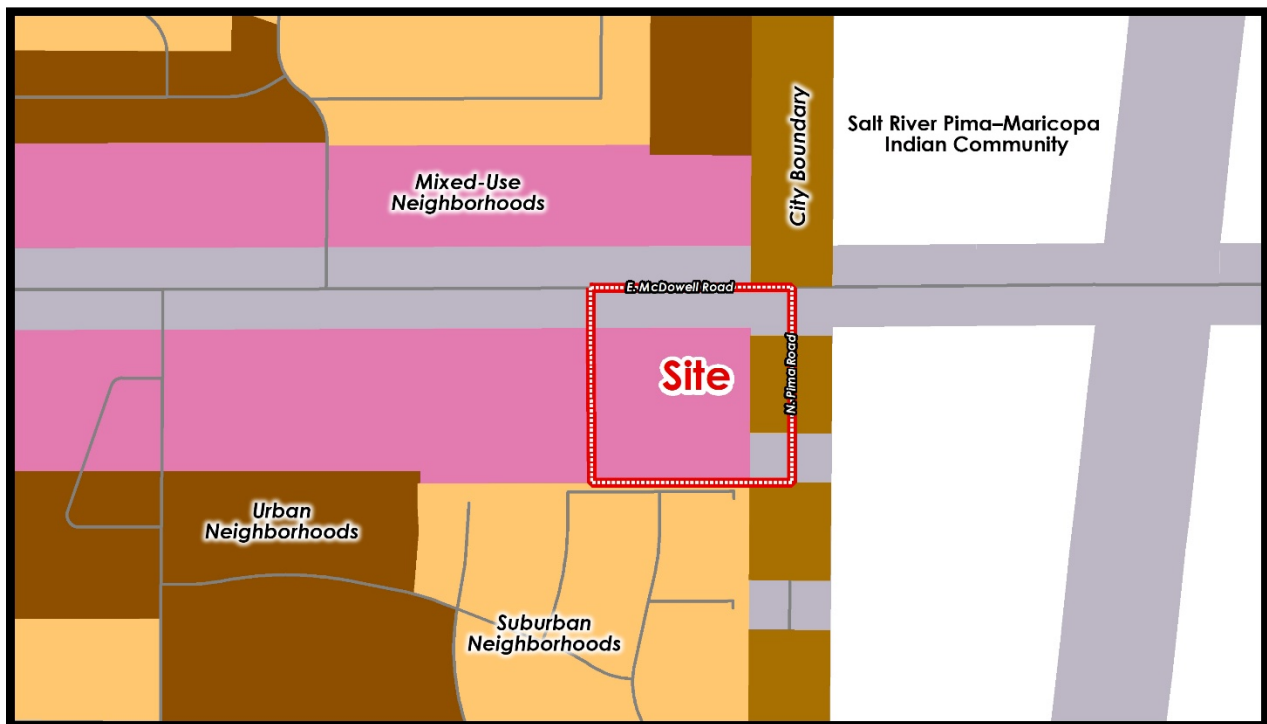 Salt River Pima–Maricopa
Indian Community
City Boundary
Mixed-Use
Neighborhoods
E. McDowell Road
N. Pima Road
Site
Urban
Neighborhoods
Suburban
Neighborhoods